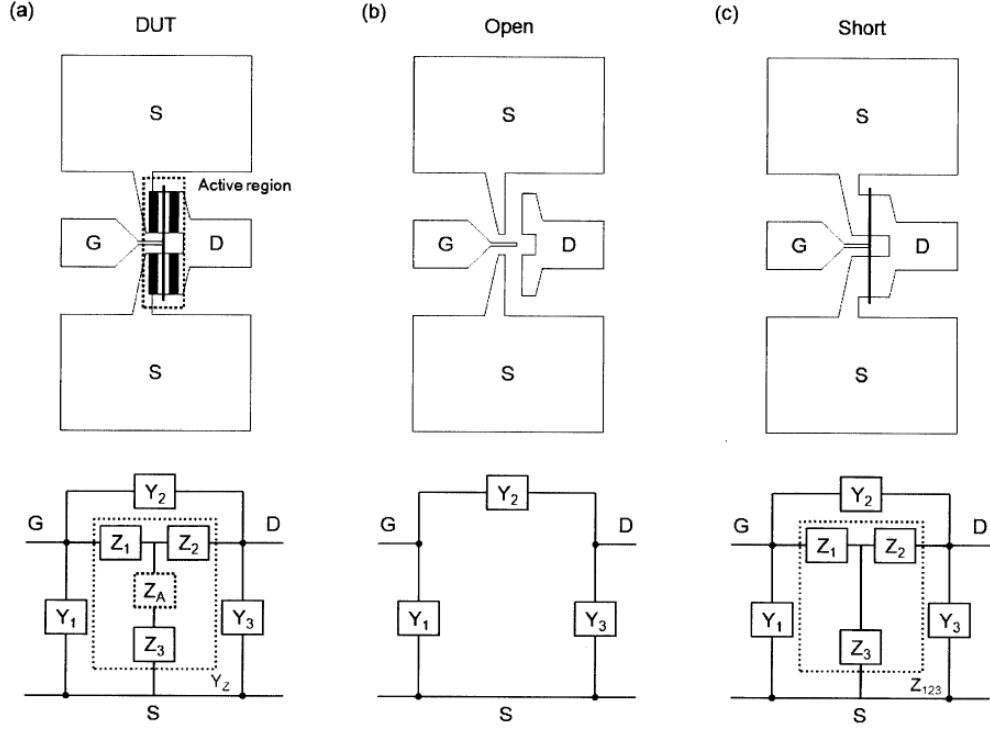 (a) DUT
(b) Open
(c) Short
S
Active region
G D
S
S
G D
S
S
G D
S
Y2
G D
Z1 Z2
ZA
Y1 Y3
Z3
YZ
S
Y2
G D
Y1 Y3
S
Y2
G D
Z1 Z2
Y1 Y3
Z3
Z123
S